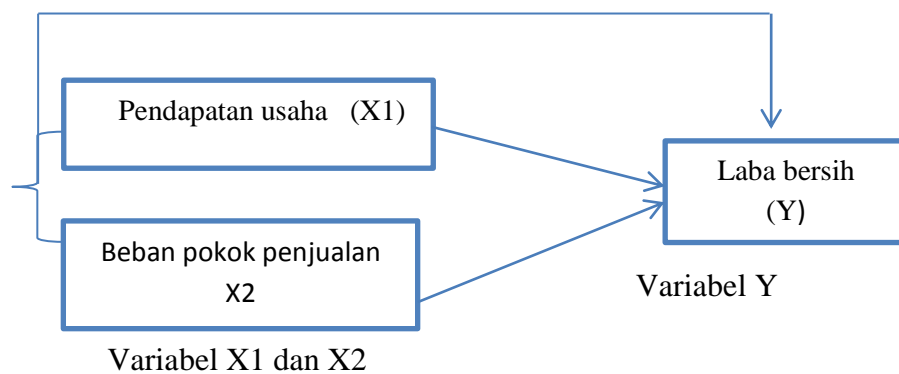 Pendapatan usaha (X1)
Laba bersih
(Y)
Beban pokok penjualan
X2
Variabel Y
Variabel X1 dan X2